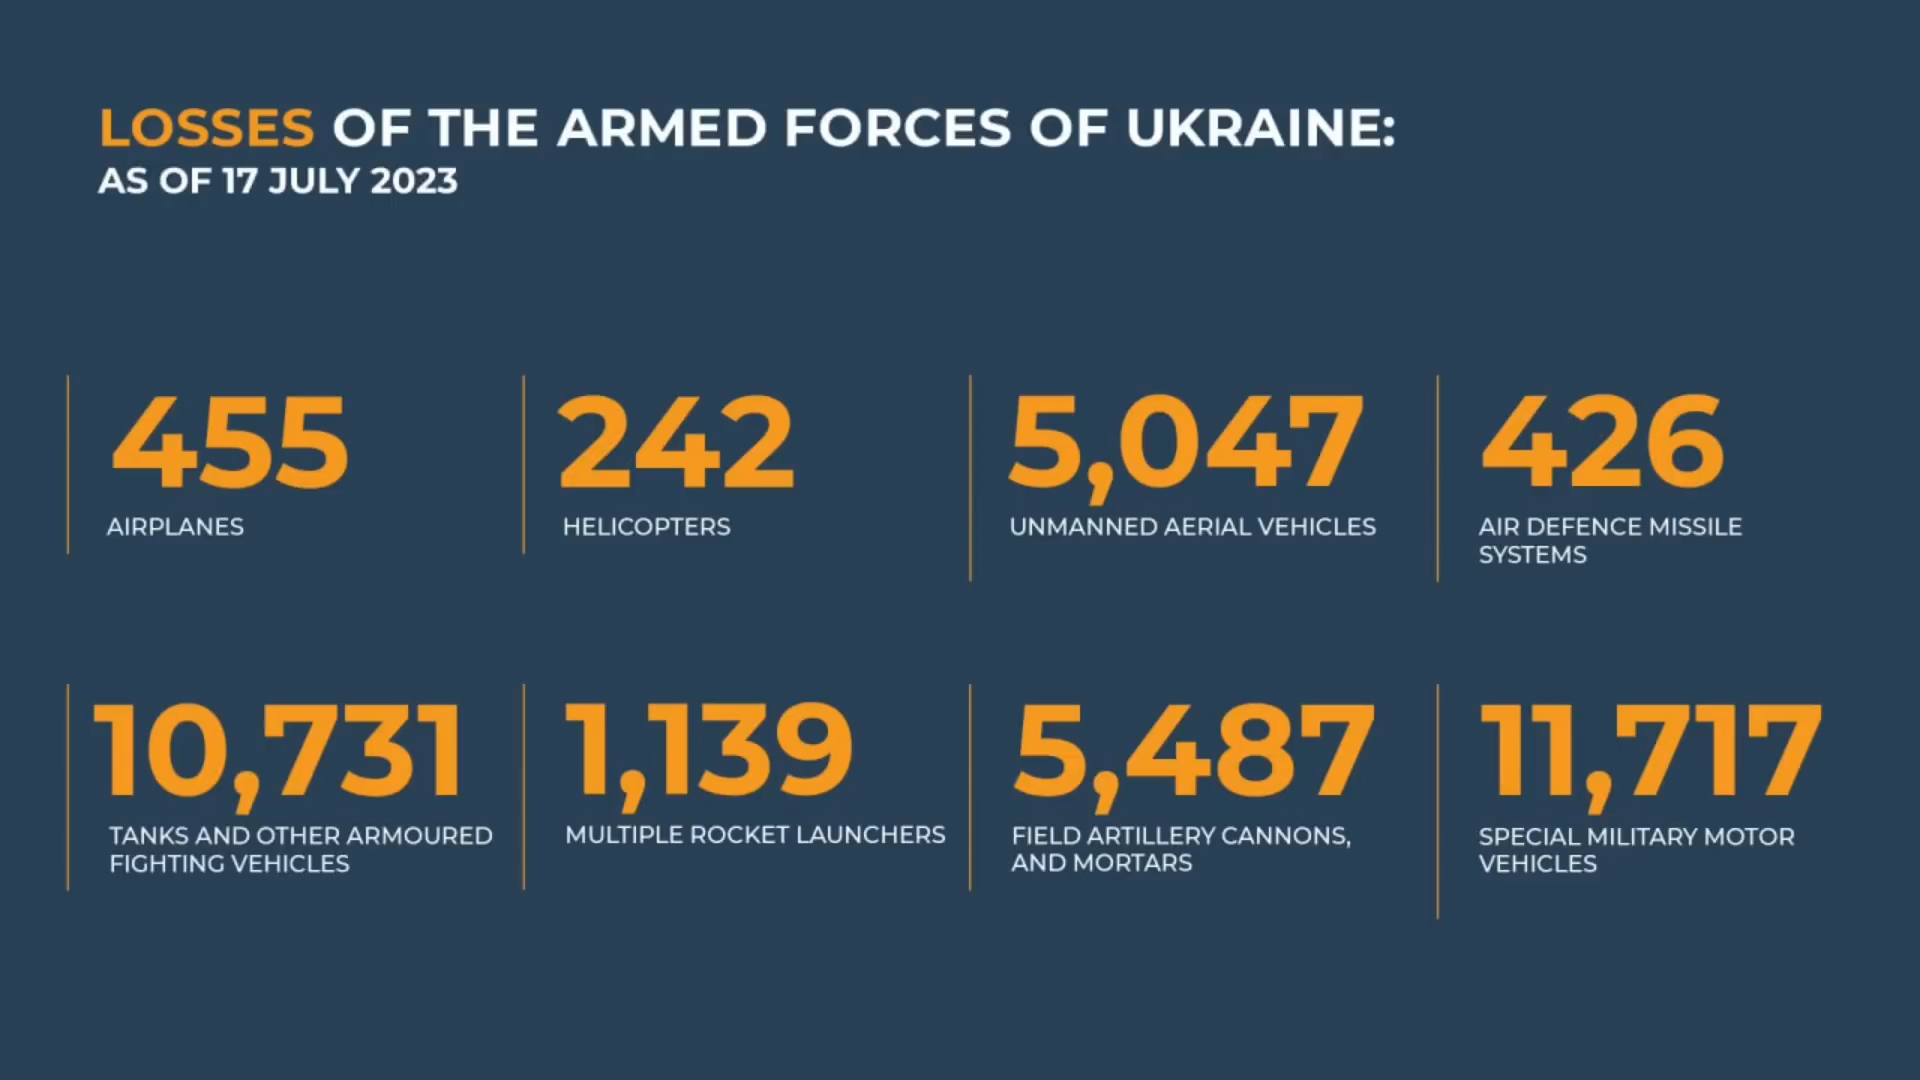 LOSSES OF THE ARMED FORCES OF UKRAINE:
AS OF 17 JULY 2023
455
AIRPLANES
242
HELICOPTERS
5,047
UNMANNED AERIAL VEHICLES
426
AIR DEFENCE MISSILE
SYSTEMS
10,731
TANKS AND OTHER ARMOURED
FIGHTING VEHICLES
1,139
MULTIPLE ROCKET LAUNCHERS
5,487
FIELD ARTILLERY CANNONS,
AND MORTARS
11,717
SPECIAL MILITARY MOTOR
VEHICLES